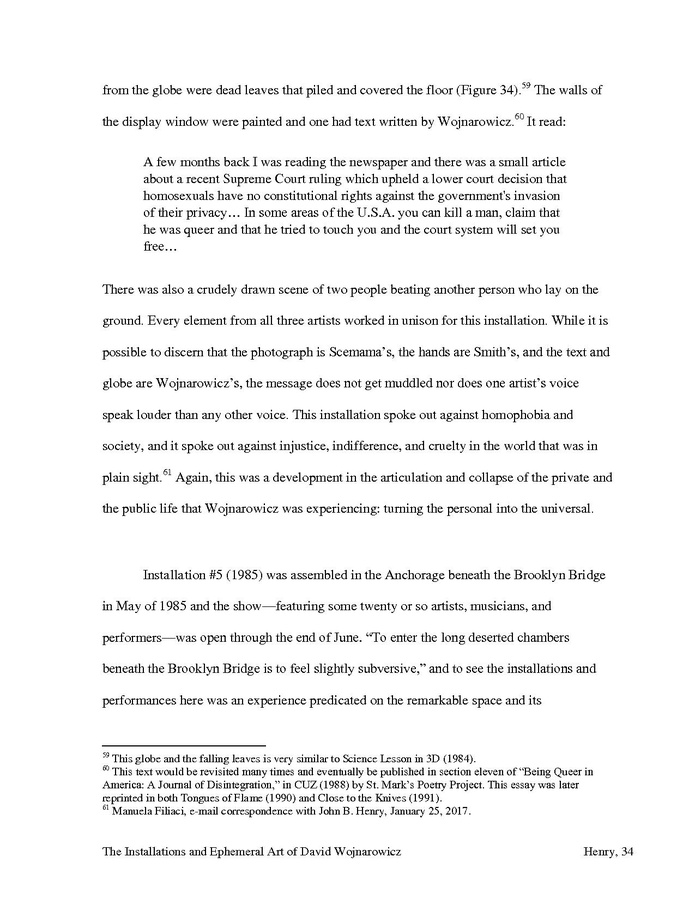 from the globe were dead leaves that piled and covered the floor (Figure 34).59 The walls of
the display window were painted and one had text written by Wojnarowicz.60 It read:
A few months back I was reading the newspaper and there was a small article
about a recent Supreme Court ruling which upheld a lower court decision that
homosexuals have no constitutional rights against the government's invasion
of their privacy… In some areas of the U.S.A. you can kill a man, claim that
he was queer and that he tried to touch you and the court system will set you
free…
There was also a crudely drawn scene of two people beating another person who lay on the
ground. Every element from all three artists worked in unison for this installation. While it is
possible to discern that the photograph is Scemama's, the hands are Smith's, and the text and
globe are Wojnarowicz's, the message does not get muddled nor does one artist's voice
speak louder than any other voice. This installation spoke out against homophobia and
society, and it spoke out against injustice, indifference, and cruelty in the world that was in
plain sight.61 Again, this was a development in the articulation and collapse of the private and
the public life that Wojnarowicz was experiencing: turning the personal into the universal.
Installation #5 (1985) was assembled in the Anchorage beneath the Brooklyn Bridge
in May of 1985 and the show—featuring some twenty or so artists, musicians, and
performers—was open through the end of June. “To enter the long deserted chambers
beneath the Brooklyn Bridge is to feel slightly subversive,” and to see the installations and
performances here was an experience predicated on the remarkable space and its
59 This globe and the falling leaves is very similar to Science Lesson in 3D (1984).
60 This text would be revisited many times and eventually be published in section eleven of “Being Queer in
America: A Journal of Disintegration,” in CUZ (1988) by St. Mark's Poetry Project. This essay was later
reprinted in both Tongues of Flame (1990) and Close to the Knives (1991).
61 Manuela Filiaci, e-mail correspondence with John B. Henry, January 25, 2017.
The Installations and Ephemeral Art of David Wojnarowicz Henry, 34